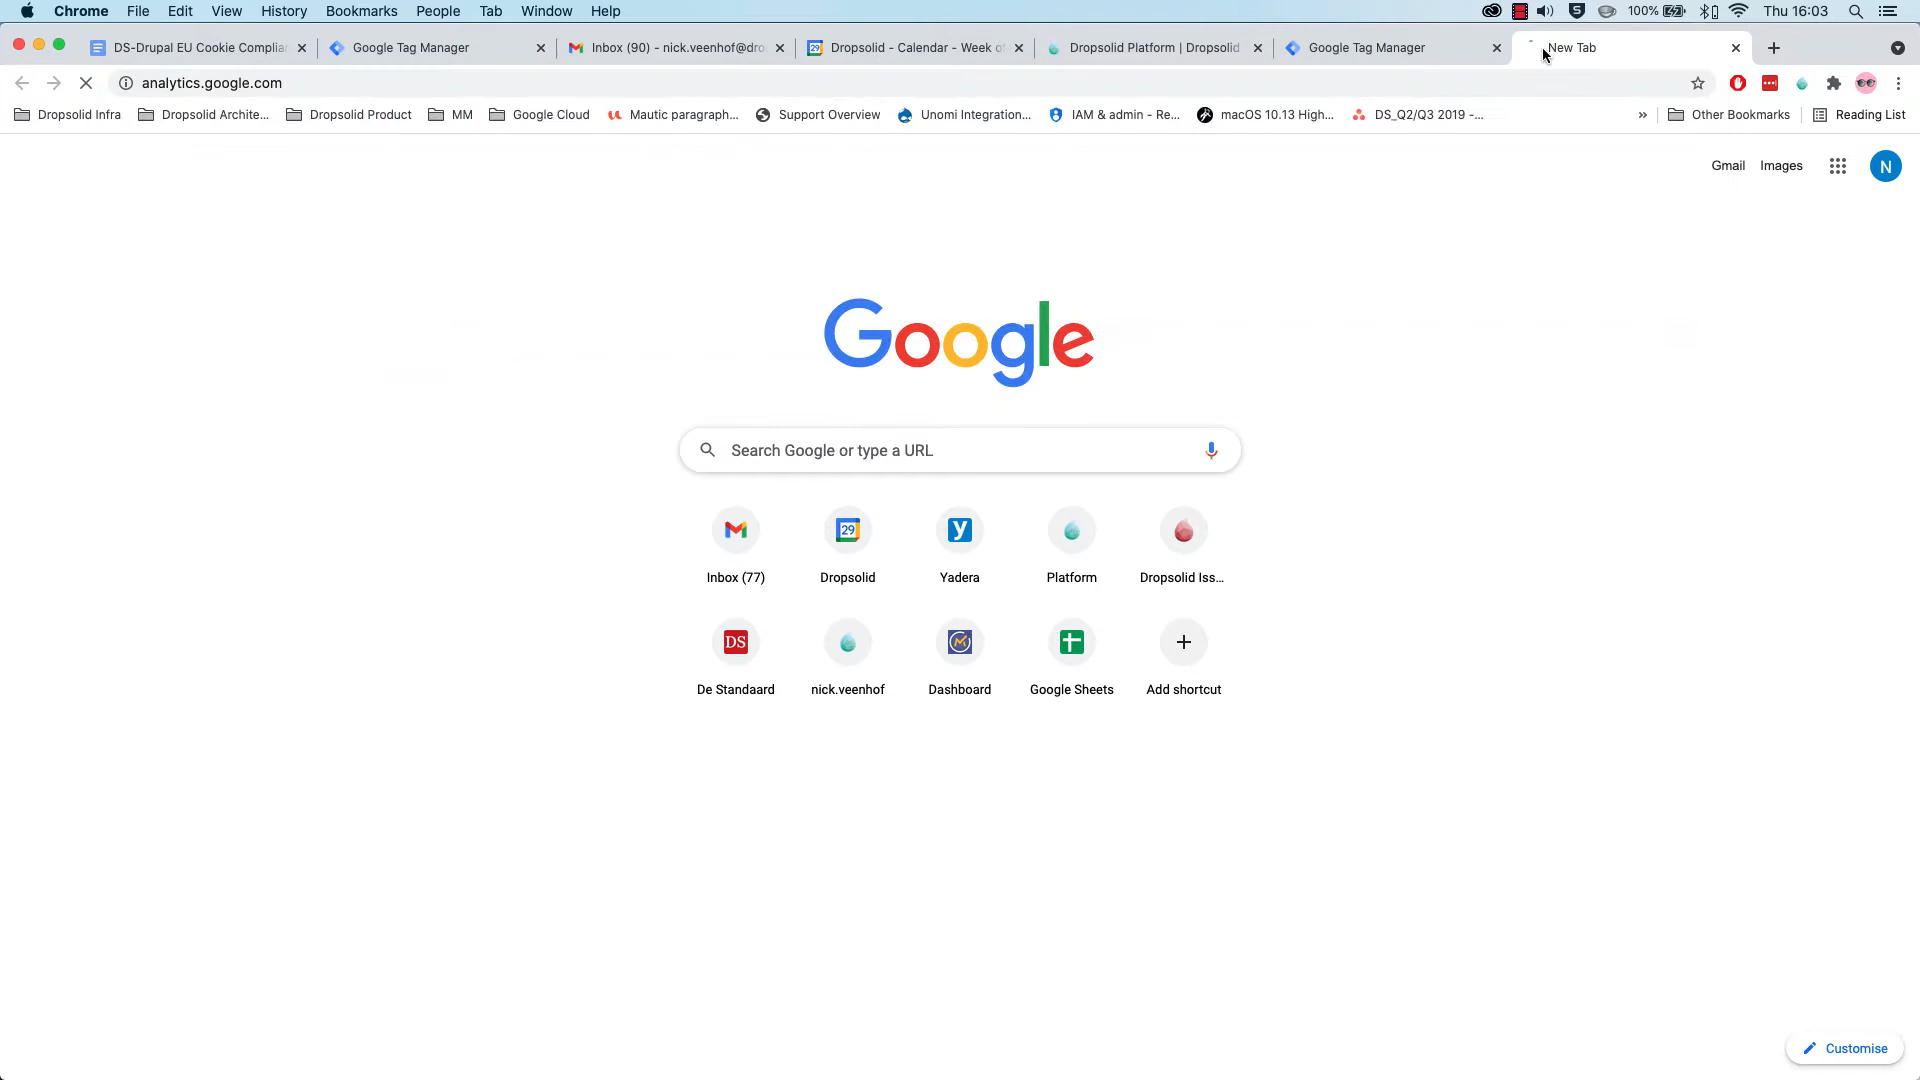 Chrome File Edit View History Bookmarks People Tab Window Help 100% Thu 16:03
DS-Drupal EU Cookie Complia Google Tag Manager Inbox (90) - nick.veenhof@dro Dropsolid - Calendar - Week o Dropsolid Platform | Dropsolid Google Tag Manager New Tab
analytics.google.com
Dropsolid Infra Dropsolid Archite... Dropsolid Product MM Google Cloud Mautic paragraph... Support Overview Unomi Integration... IAM & admin - Re... macOS 10.13 High... DS_Q2/Q3 2019 -... » Other Bookmarks Reading List
Gmail Images N
Google
Search Google or type a URL
29 y
Inbox (77) Dropsolid Yadera Platform Dropsolid Iss...
DS
De Standaard nick.veenhof Dashboard Google Sheets Add shortcut
Customise